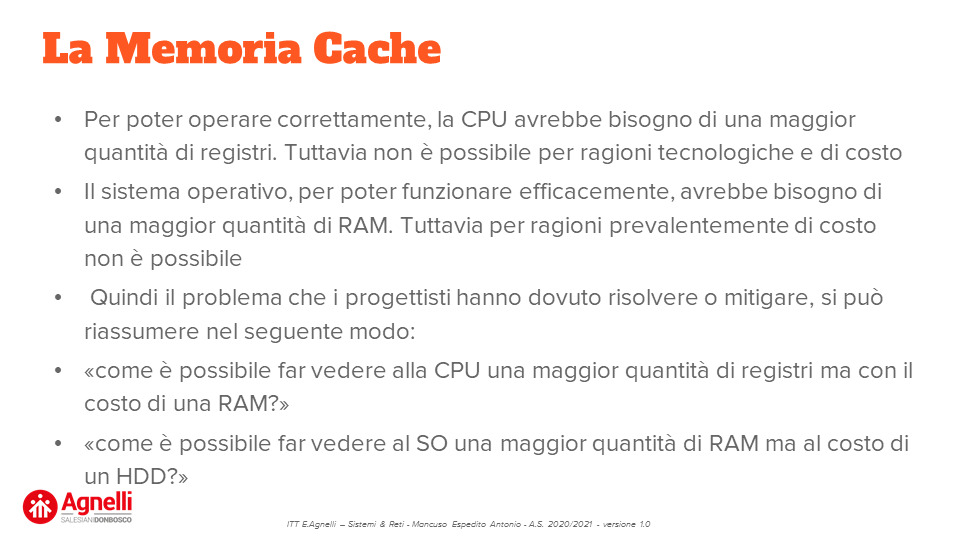 La Memoria Cache
• Per poter operare correttamente, la CPU avrebbe bisogno di una maggior
quantità di registri. Tuttavia non è possibile per ragioni tecnologiche e di costo
• Il sistema operativo, per poter funzionare efficacemente, avrebbe bisogno di
una maggior quantità di RAM. Tuttavia per ragioni prevalentemente di costo
non è possibile
• Quindi il problema che i progettisti hanno dovuto risolvere o mitigare, si può
riassumere nel seguente modo:
• «come è possibile far vedere alla CPU una maggior quantità di registri ma con il
costo di una RAM?»
• «come è possibile far vedere al SO una maggior quantità di RAM ma al costo di
un HDD?»
Agnelli
SALESIANIDONBOSCO
ITT E.Agnelli – Sistemi & Reti - Mancuso Espedito Antonio - A.S. 2020/2021 - versione 1.0